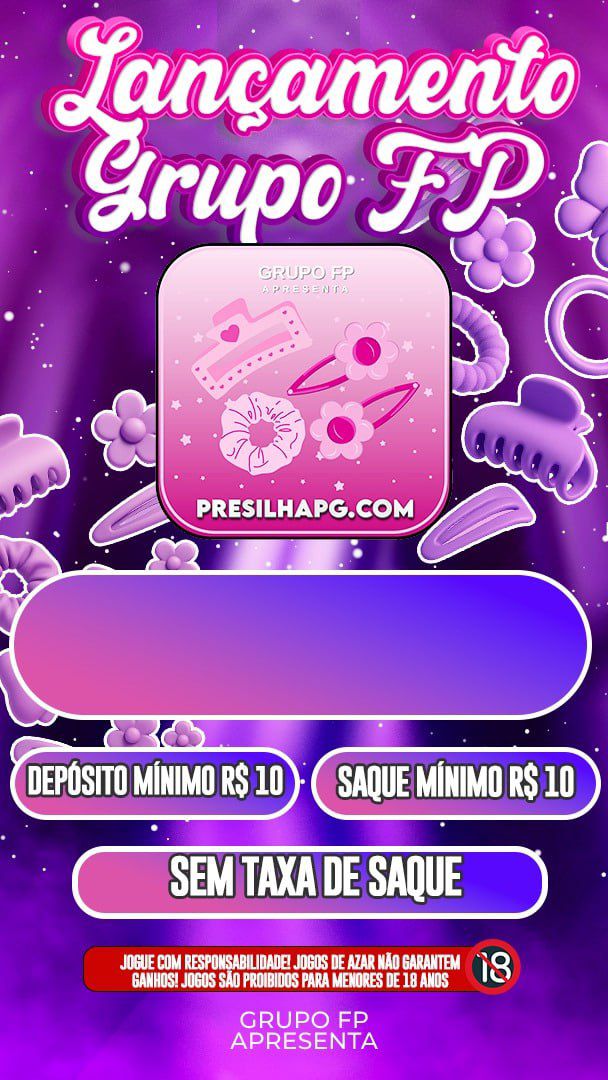 Lançamento
Grupo FP
GRUPO FP
APRESENTA
PRESILHAPG.COM
DEPÓSITO MÍNIMO R$ 10
SAQUE MÍNIMO R$ 10
SEM TAXA DE SAQUE
JOGUE COM RESPONSABILIDADE! JOGOS DE AZAR NÃO GARANTEM
GANHOS! JOGOS SÃO PROIBIDOS PARA MENORES DE 18 ANOS
18
GRUPO FP
APRESENTA